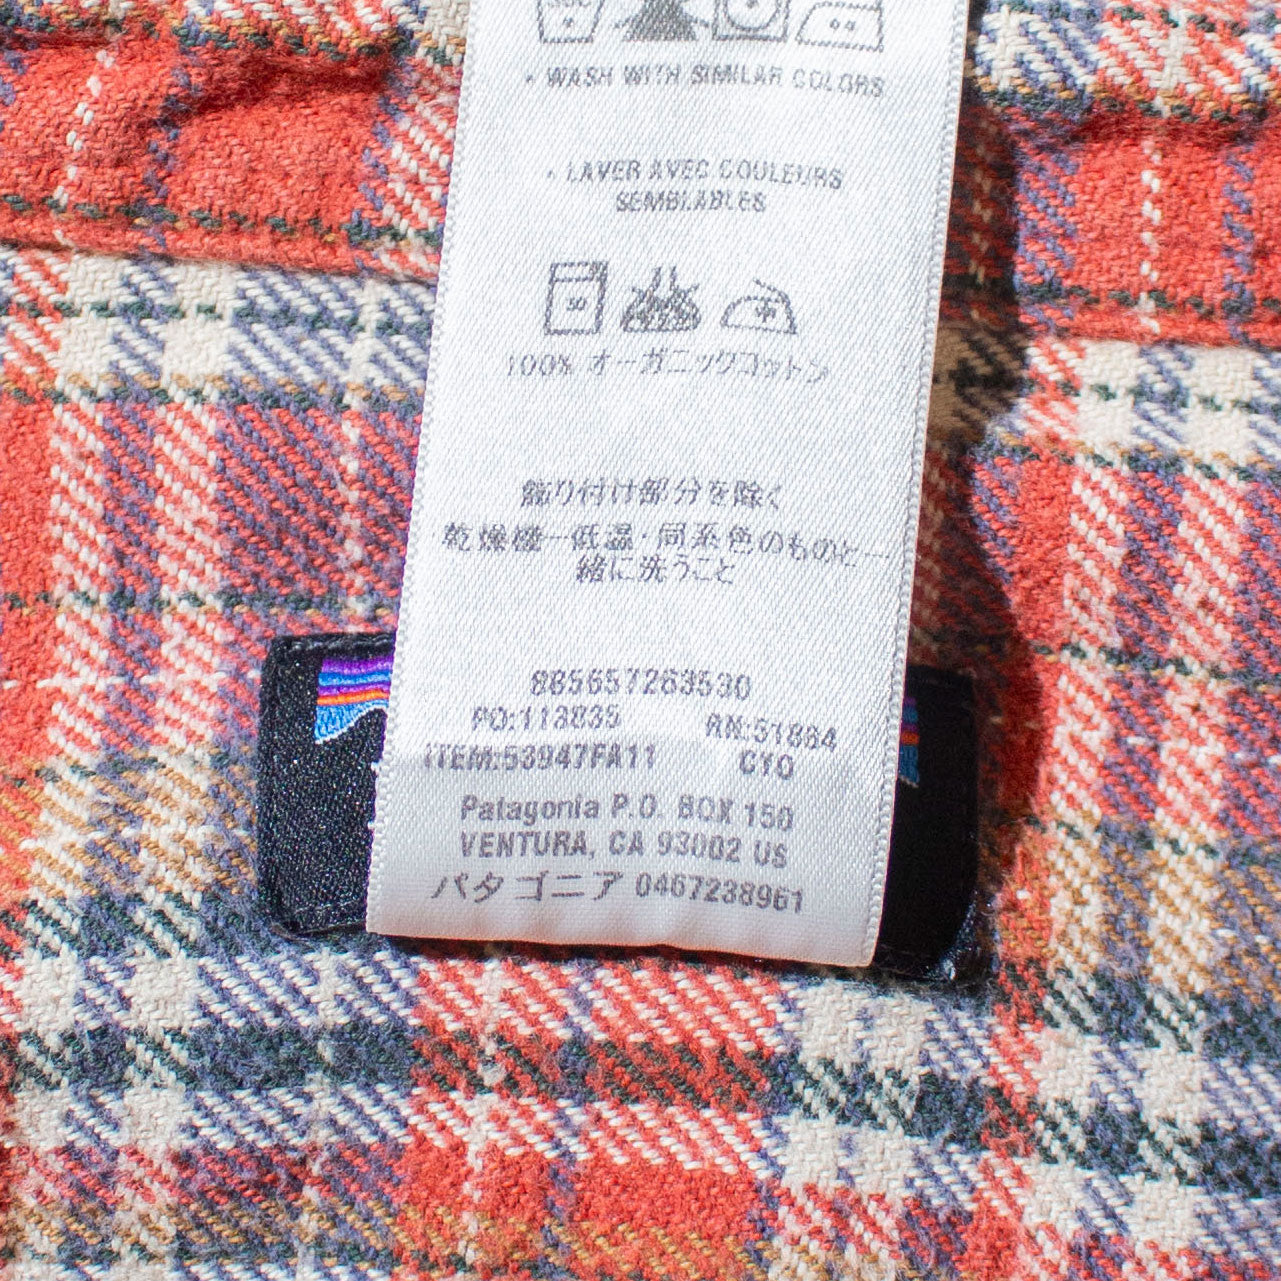 • WASH WITH SIMILAR COLORS
• LAVER AVEC COULEURS
SEMBLABLES
100% オーガニックコットン
飾り付け部分を除く
乾燥機一低温・同系色のものと一
緒に洗うこと
885657263530
PO:113835 RN:51884
ITEM:53947FA11 CYO
Patagonia P.O. BOX 150
VENTURA, CA 93002 US
パタゴニア 0467238961